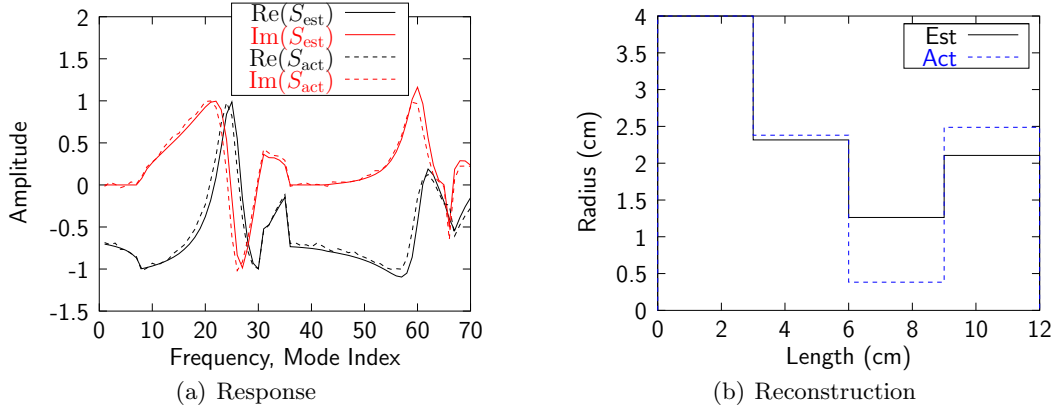 2
1.5
1
0.5
0
-0.5
-1
-1.5
Amplitude
Re(S_est)
Im(S_est)
Re(S_act)
Im(S_act)
0 10 20 30 40 50 60 70
Frequency, Mode Index
(a) Response
4
3.5
3
2.5
2
1.5
1
0.5
0
Radius (cm)
Est
Act
0 2 4 6 8 10 12
Length (cm)
(b) Reconstruction